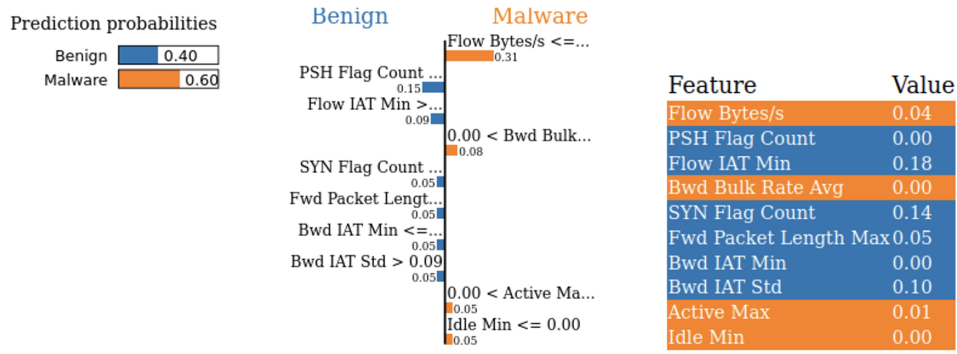 Prediction probabilities
Benign 0.40
Malware 0.60
Benign Malware
Flow Bytes/s <=...
0.31
PSH Flag Count ...
0.15
Flow IAT Min >...
0.09
0.00 < Bwd Bulk...
0.08
SYN Flag Count ...
0.05
Fwd Packet Lengt...
0.05
Bwd IAT Min <=...
0.05
Bwd IAT Std > 0.09
0.05
0.00 < Active Ma...
0.05
Idle Min <= 0.00
0.05
Feature Value
Flow Bytes/s 0.04
PSH Flag Count 0.00
Flow IAT Min 0.18
Bwd Bulk Rate Avg 0.00
SYN Flag Count 0.14
Fwd Packet Length Max 0.05
Bwd IAT Min 0.00
Bwd IAT Std 0.10
Active Max 0.01
Idle Min 0.00